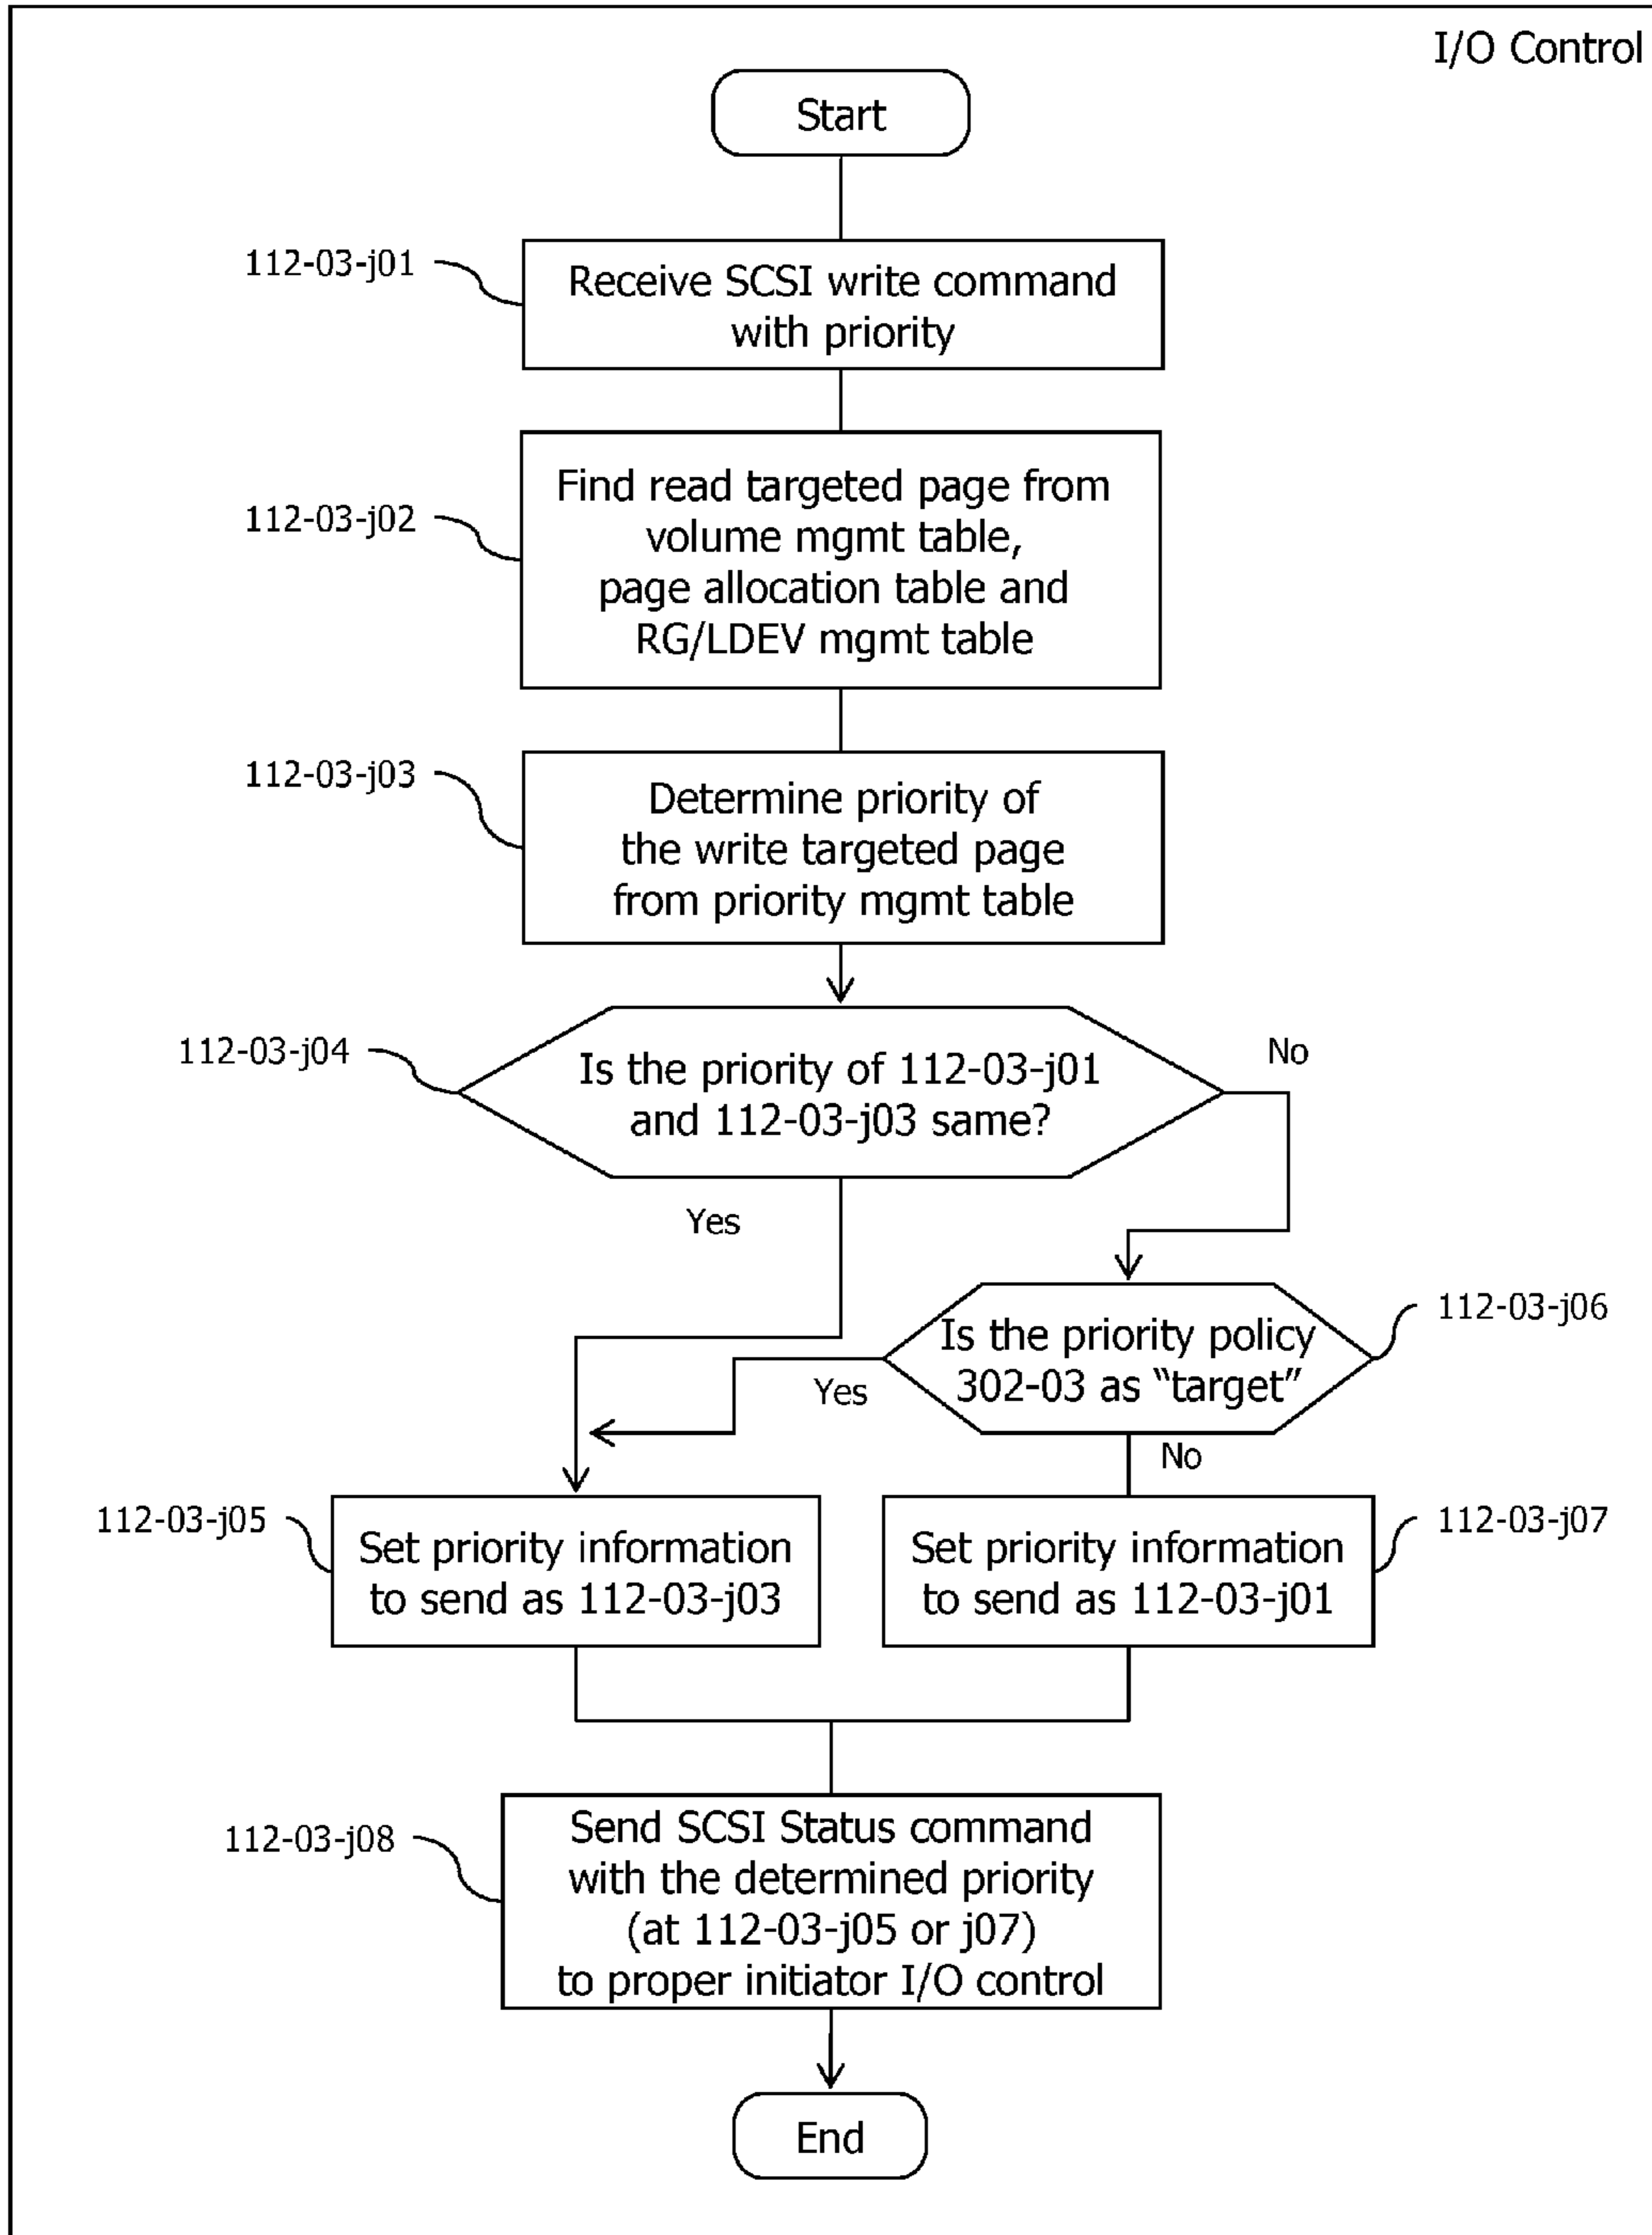 I/O Control
Start
112-03-j01
Receive SCSI write command
with priority
112-03-j02
Find read targeted page from
volume mgmt table,
page allocation table and
RG/LDEV mgmt table
112-03-j03
Determine priority of
the write targeted page
from priority mgmt table
112-03-j04
Is the priority of 112-03-j01
and 112-03-j03 same?
No
Yes
112-03-j06
Is the priority policy
302-03 as “target”
Yes
No
112-03-j05
Set priority information
to send as 112-03-j03
112-03-j07
Set priority information
to send as 112-03-j01
112-03-j08
Send SCSI Status command
with the determined priority
(at 112-03-j05 or j07)
to proper initiator I/O control
End